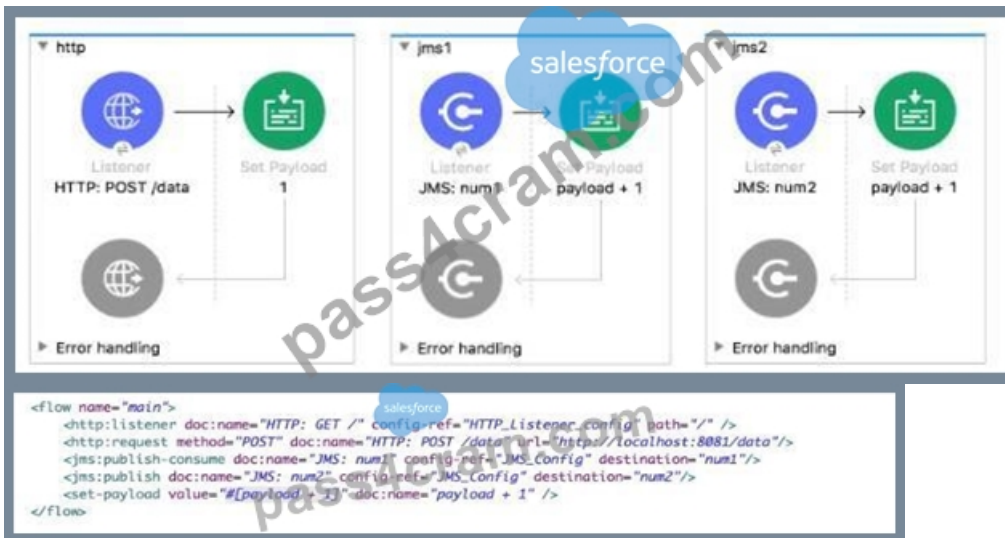 http
Listener
HTTP: POST /data
Set Payload
1
Error handling
jms1
Listener
JMS: num1
Set Payload
payload + 1
Error handling
jms2
Listener
JMS: num2
Set Payload
payload + 1
Error handling
salesforce
pass4cram.com
<flow name="main">
<http:listener doc:name="HTTP: GET /" config-ref="HTTP_Listener_config" path="/" />
<http:request method="POST" doc:name="HTTP: POST /data" url="http://localhost:8081/data"/>
<jms:publish-consume doc:name="JMS: num1" config-ref="JMS_Config" destination="num1"/>
<jms:publish doc:name="JMS: num2" config-ref="JMS_Config" destination="num2"/>
<set-payload value="#[payload + 1]" doc:name="payload + 1" />
</flow>
salesforce
pass4cram.com